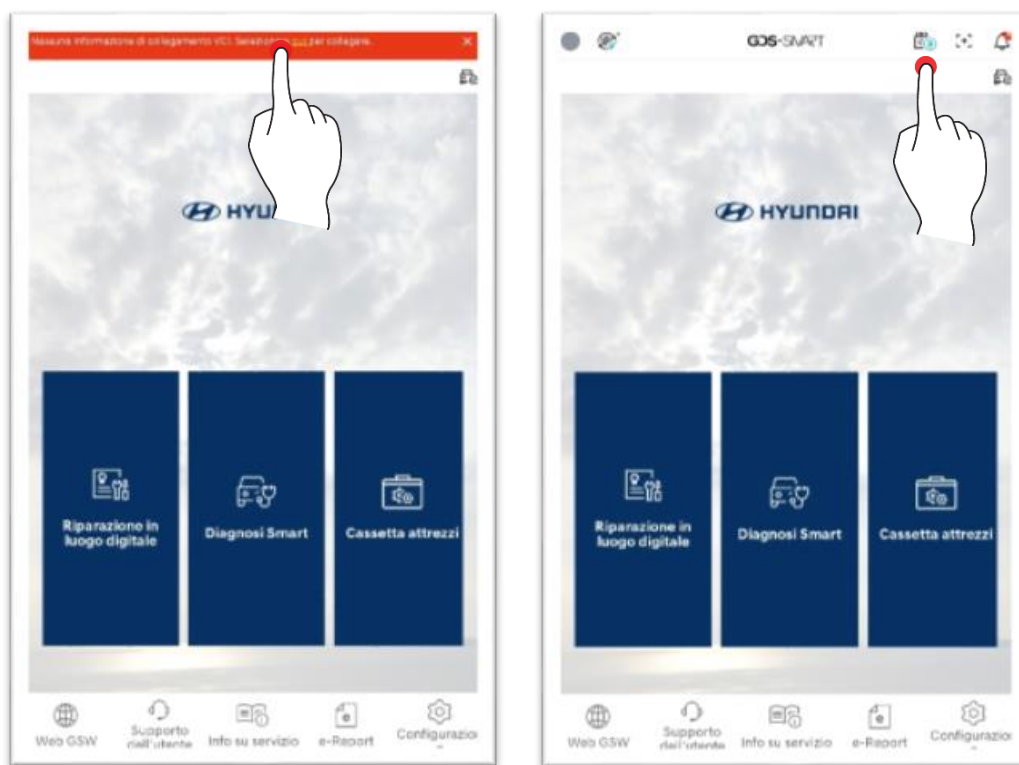 Nessuna informazione di collegamento VCI. Selezionare qui per collegare.
HYU
Riparazione in
luogo digitale
Diagnosi Smart
Cassetta attrezzi
Web GSW
Supporto
dell'utente
Info su servizio
e-Report
Configurazio
GDS-SMART
HYUNDAI
Riparazione in
luogo digitale
Diagnosi Smart
Cassetta attrezzi
Web GSW
Supporto
dell'utente
Info su servizio
e-Report
Configurazio